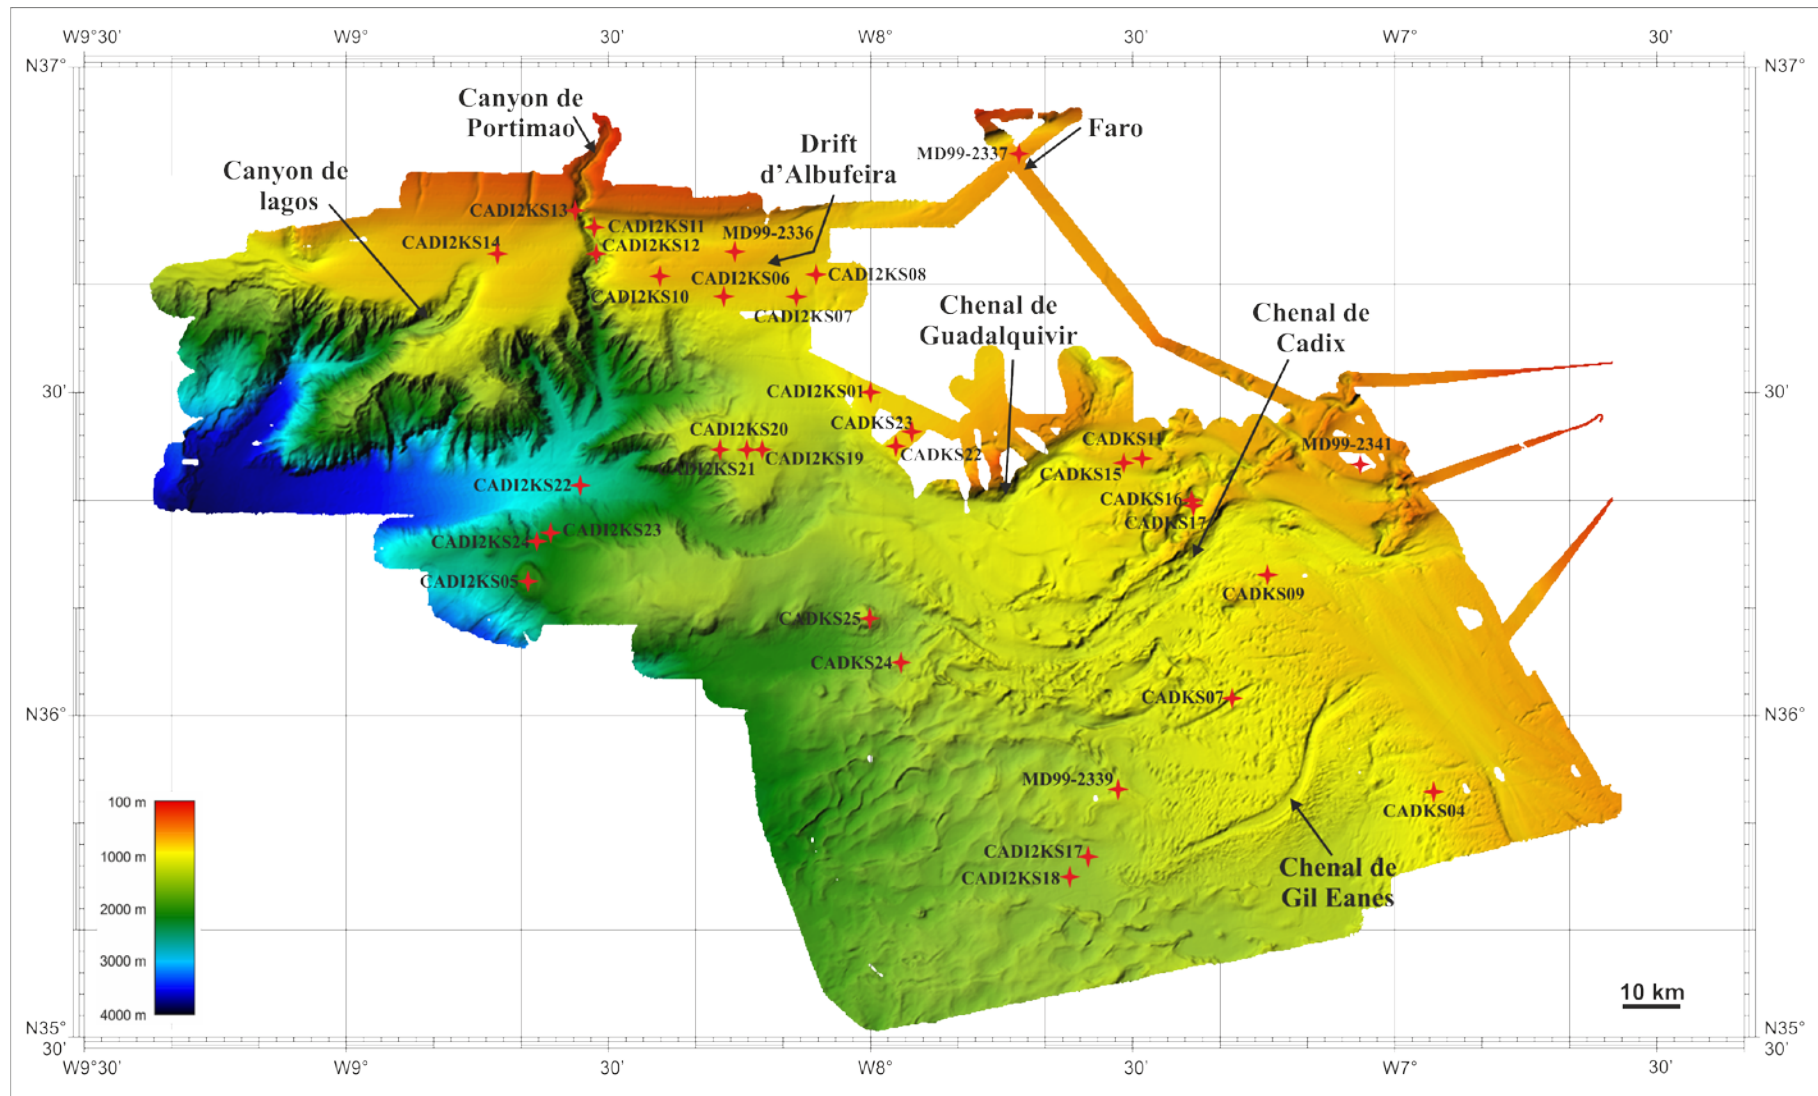 W9°30' W9° 30' W8° 30' W7° 30'
N37° N37°
Canyon de
Portimao
Faro
Drift
d'Albufeira
MD99-2337
Canyon de
lagos
CADI2KS13
CADI2KS11
MD99-2336
CADI2KS14
CADI2KS12
CADI2KS06
CADI2KS08
CADI2KS10
CADI2KS07
Chenal de
Guadalquivir
Chenal de
Cadix
30' 30'
CADI2KS01
CADKS23
CADI2KS20
CADKS22
MD99-2341
CADI2KS19
CADKS15
CADI2KS22
CADKS16
CADKS17
CADI2KS23
CADI2KS24
CADI2KS05
CADKS09
CADKS25
CADKS24
CADKS07
N36° N36°
MD99-2339
CADKS04
100 m
1000 m
2000 m
3000 m
4000 m
CADI2KS17
CADI2KS18
Chenal de
Gil Eanes
10 km
N35° N35°
30' 30'
W9°30' W9° 30' W8° 30' W7° 30'